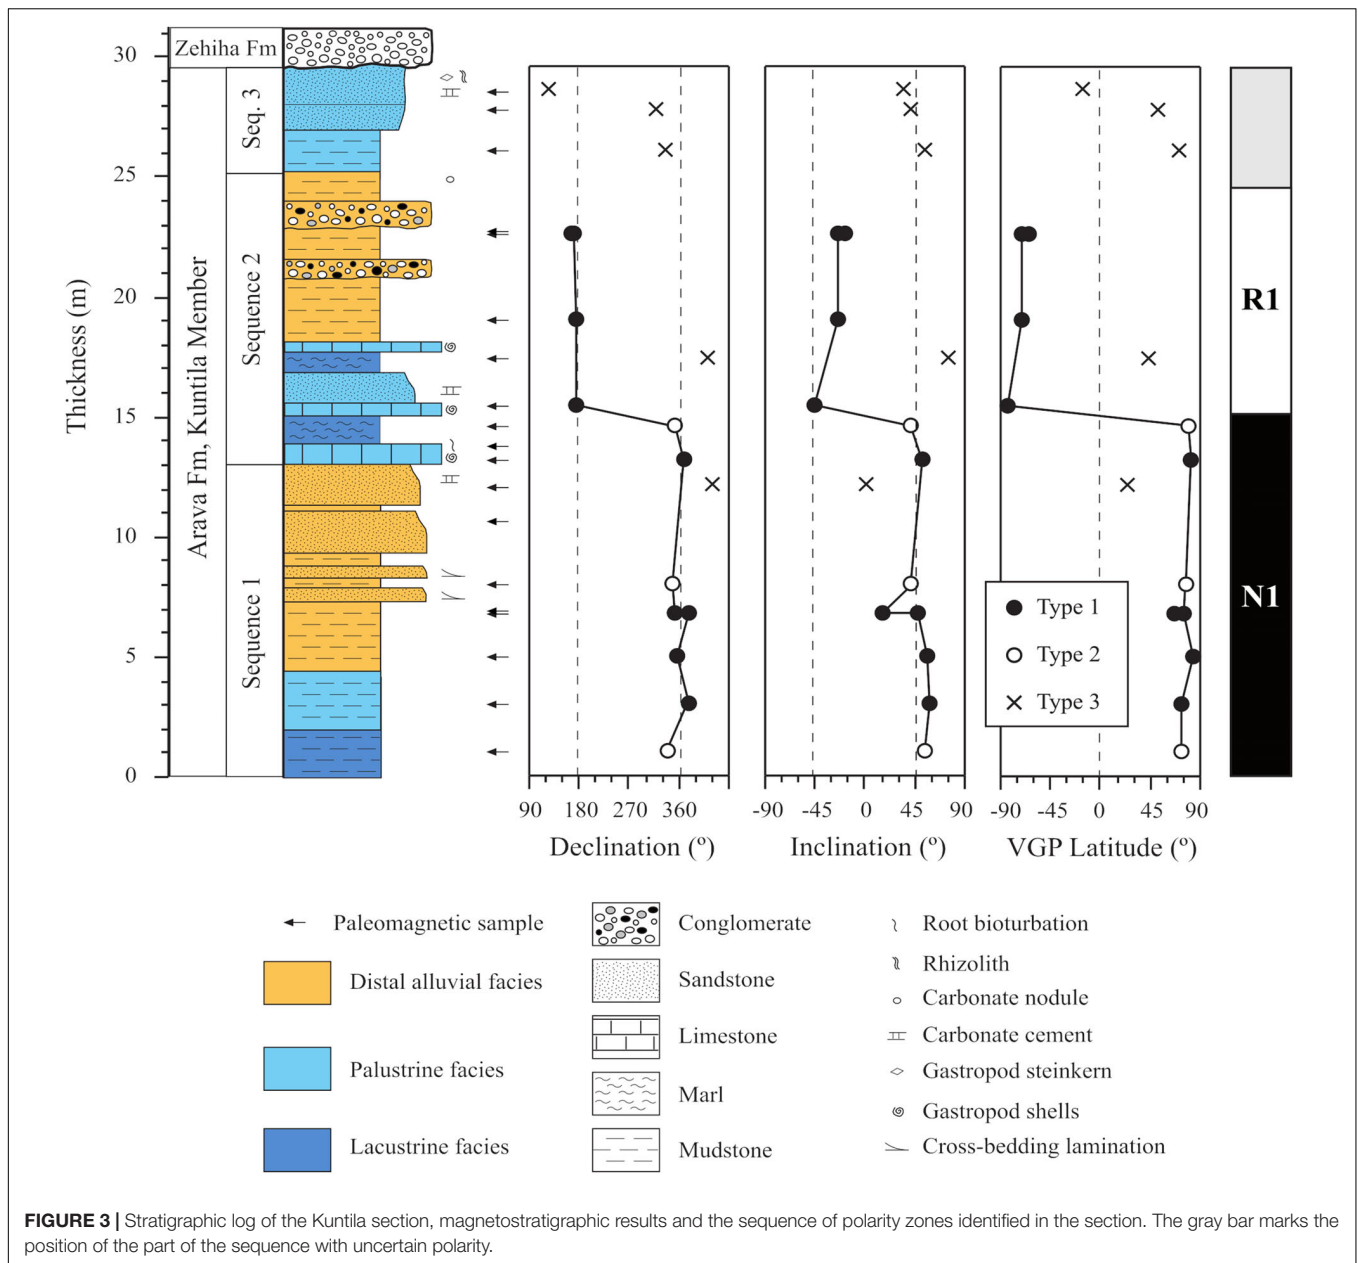 Zehiha Fm
Arava Fm, Kuntila Member
Seq. 3
Sequence 2
Sequence 1
Thickness (m)
30
25
20
15
10
5
0
90 180 270 360
Declination (º)
-90 -45 0 45 90
Inclination (º)
-90 -45 0 45 90
VGP Latitude (º)
Type 1
Type 2
Type 3
R1
N1
Paleomagnetic sample
Distal alluvial facies
Palustrine facies
Lacustrine facies
Conglomerate
Sandstone
Limestone
Marl
Mudstone
Root bioturbation
Rhizolith
Carbonate nodule
Carbonate cement
Gastropod steinkern
Gastropod shells
Cross-bedding lamination
FIGURE 3 | Stratigraphic log of the Kuntila section, magnetostratigraphic results and the sequence of polarity zones identified in the section. The gray bar marks the
position of the part of the sequence with uncertain polarity.